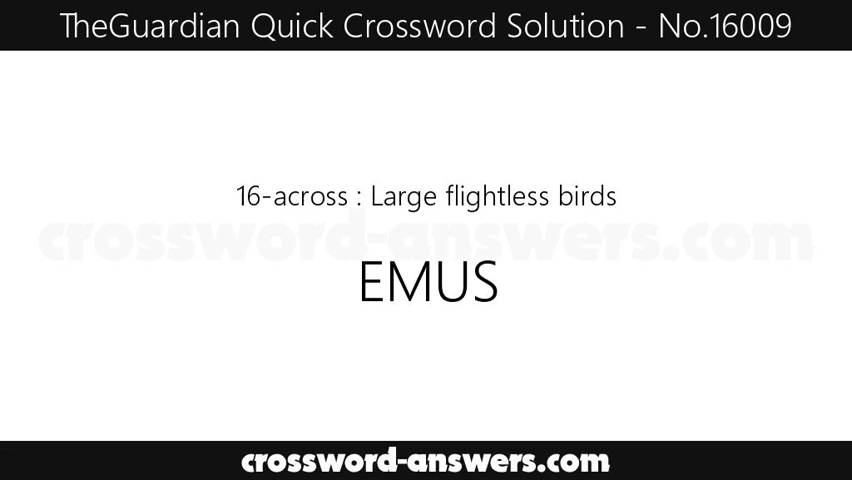 TheGuardian Quick Crossword Solution - No.16009
16-across : Large flightless birds
crossword-answers.com
EMUS
crossword-answers.com